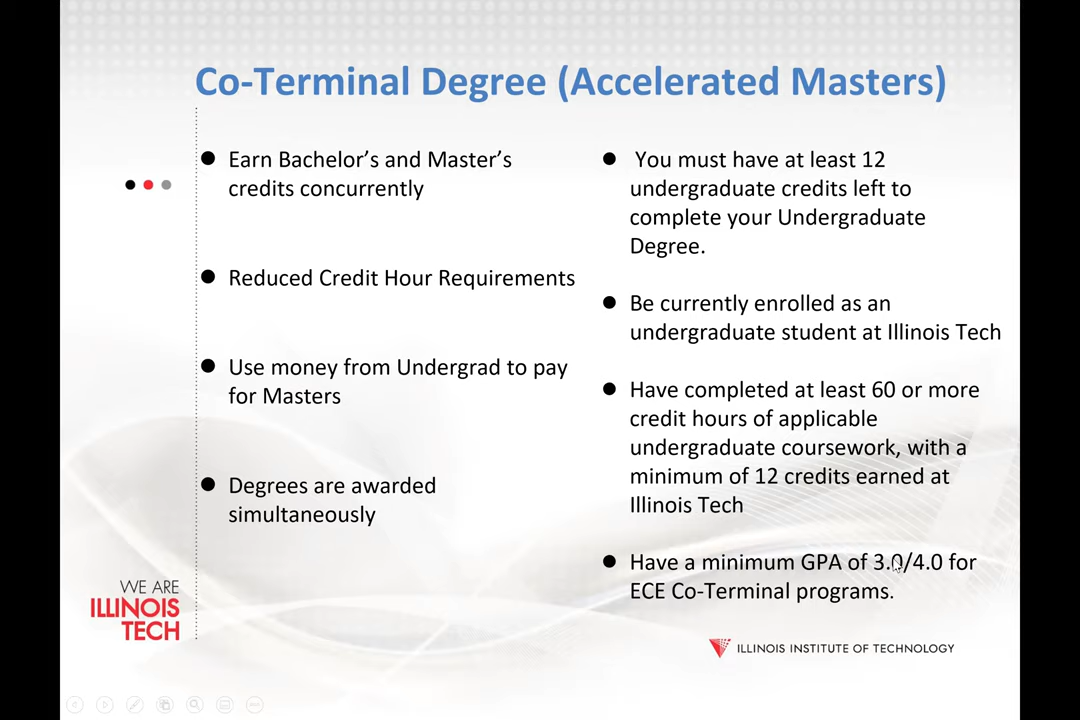 Co-Terminal Degree (Accelerated Masters)
Earn Bachelor's and Master's
credits concurrently
Reduced Credit Hour Requirements
Use money from Undergrad to pay
for Masters
Degrees are awarded
simultaneously
You must have at least 12
undergraduate credits left to
complete your Undergraduate
Degree.
Be currently enrolled as an
undergraduate student at Illinois Tech
Have completed at least 60 or more
credit hours of applicable
undergraduate coursework, with a
minimum of 12 credits earned at
Illinois Tech
Have a minimum GPA of 3.0/4.0 for
ECE Co-Terminal programs.
WE ARE
ILLINOIS
TECH
ILLINOIS INSTITUTE OF TECHNOLOGY